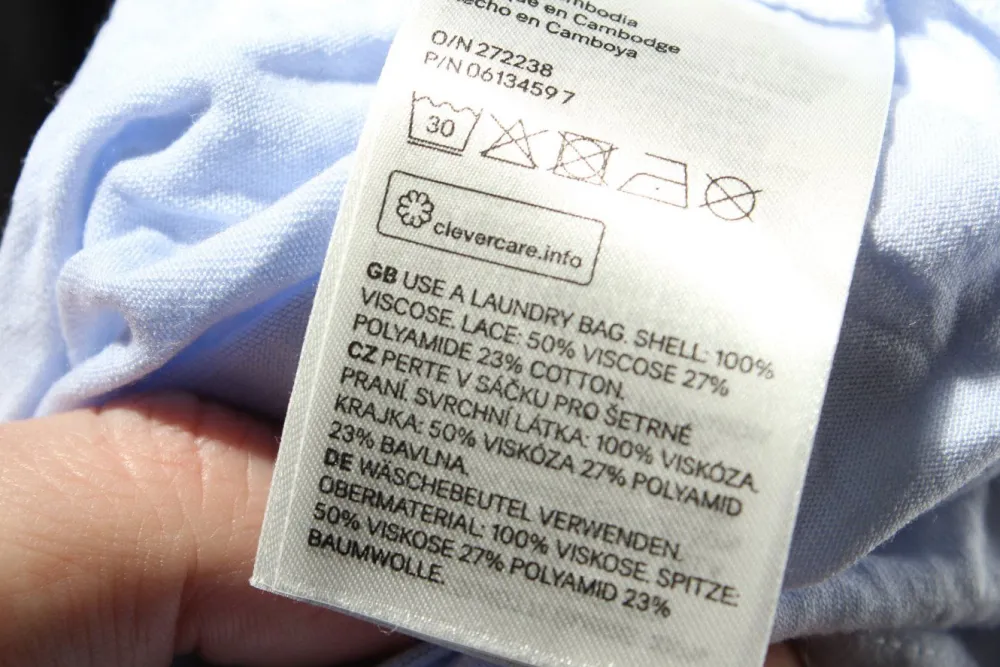 en Cambodge
en Camboya
O/N 272238
P/N 06134597
30
clevercare.info
GB USE A LAUNDRY BAG. SHELL: 100%
VISCOSE. LACE: 50% VISCOSE 27%
POLYAMIDE 23% COTTON.
CZ PERTE V SÁČKU PRO ŠETRNÉ
PRANÍ. SVRCHNÍ LÁTKA: 100% VISKÓZA.
KRAJKA: 50% VISKÓZA 27% POLYAMID
23% BAVLNA.
DE WÄSCHEBEUTEL VERWENDEN.
OBERMATERIAL: 100% VISKOSE. SPITZE:
50% VISKOSE 27% POLYAMID 23%
BAUMWOLLE.